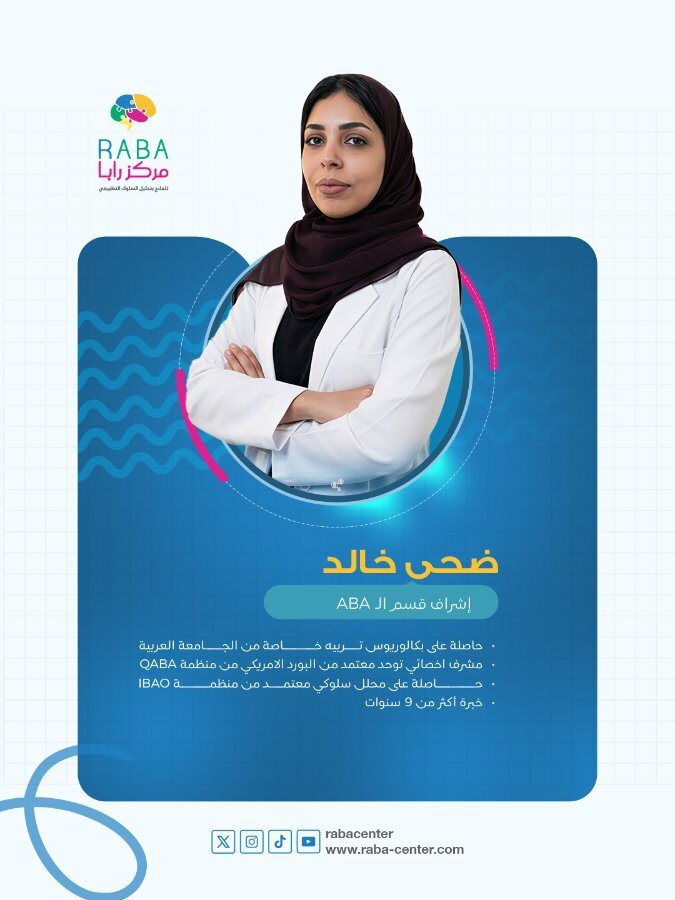 RABA
مركز رابا
للعلاج بتحليل السلوك التطبيقي
ضحى خالد
إشراف قسم الـ ABA
• حاصلة على بكالوريوس تربيه خاصة من الجامعة العربية
• مشرف اخصائي توحد معتمد من البورد الامريكي من منظمة QABA
• حاصلة على محلل سلوكي معتمد من منظمة IBAO
• خبرة أكثر من 9 سنوات
rabacenter
www.raba-center.com